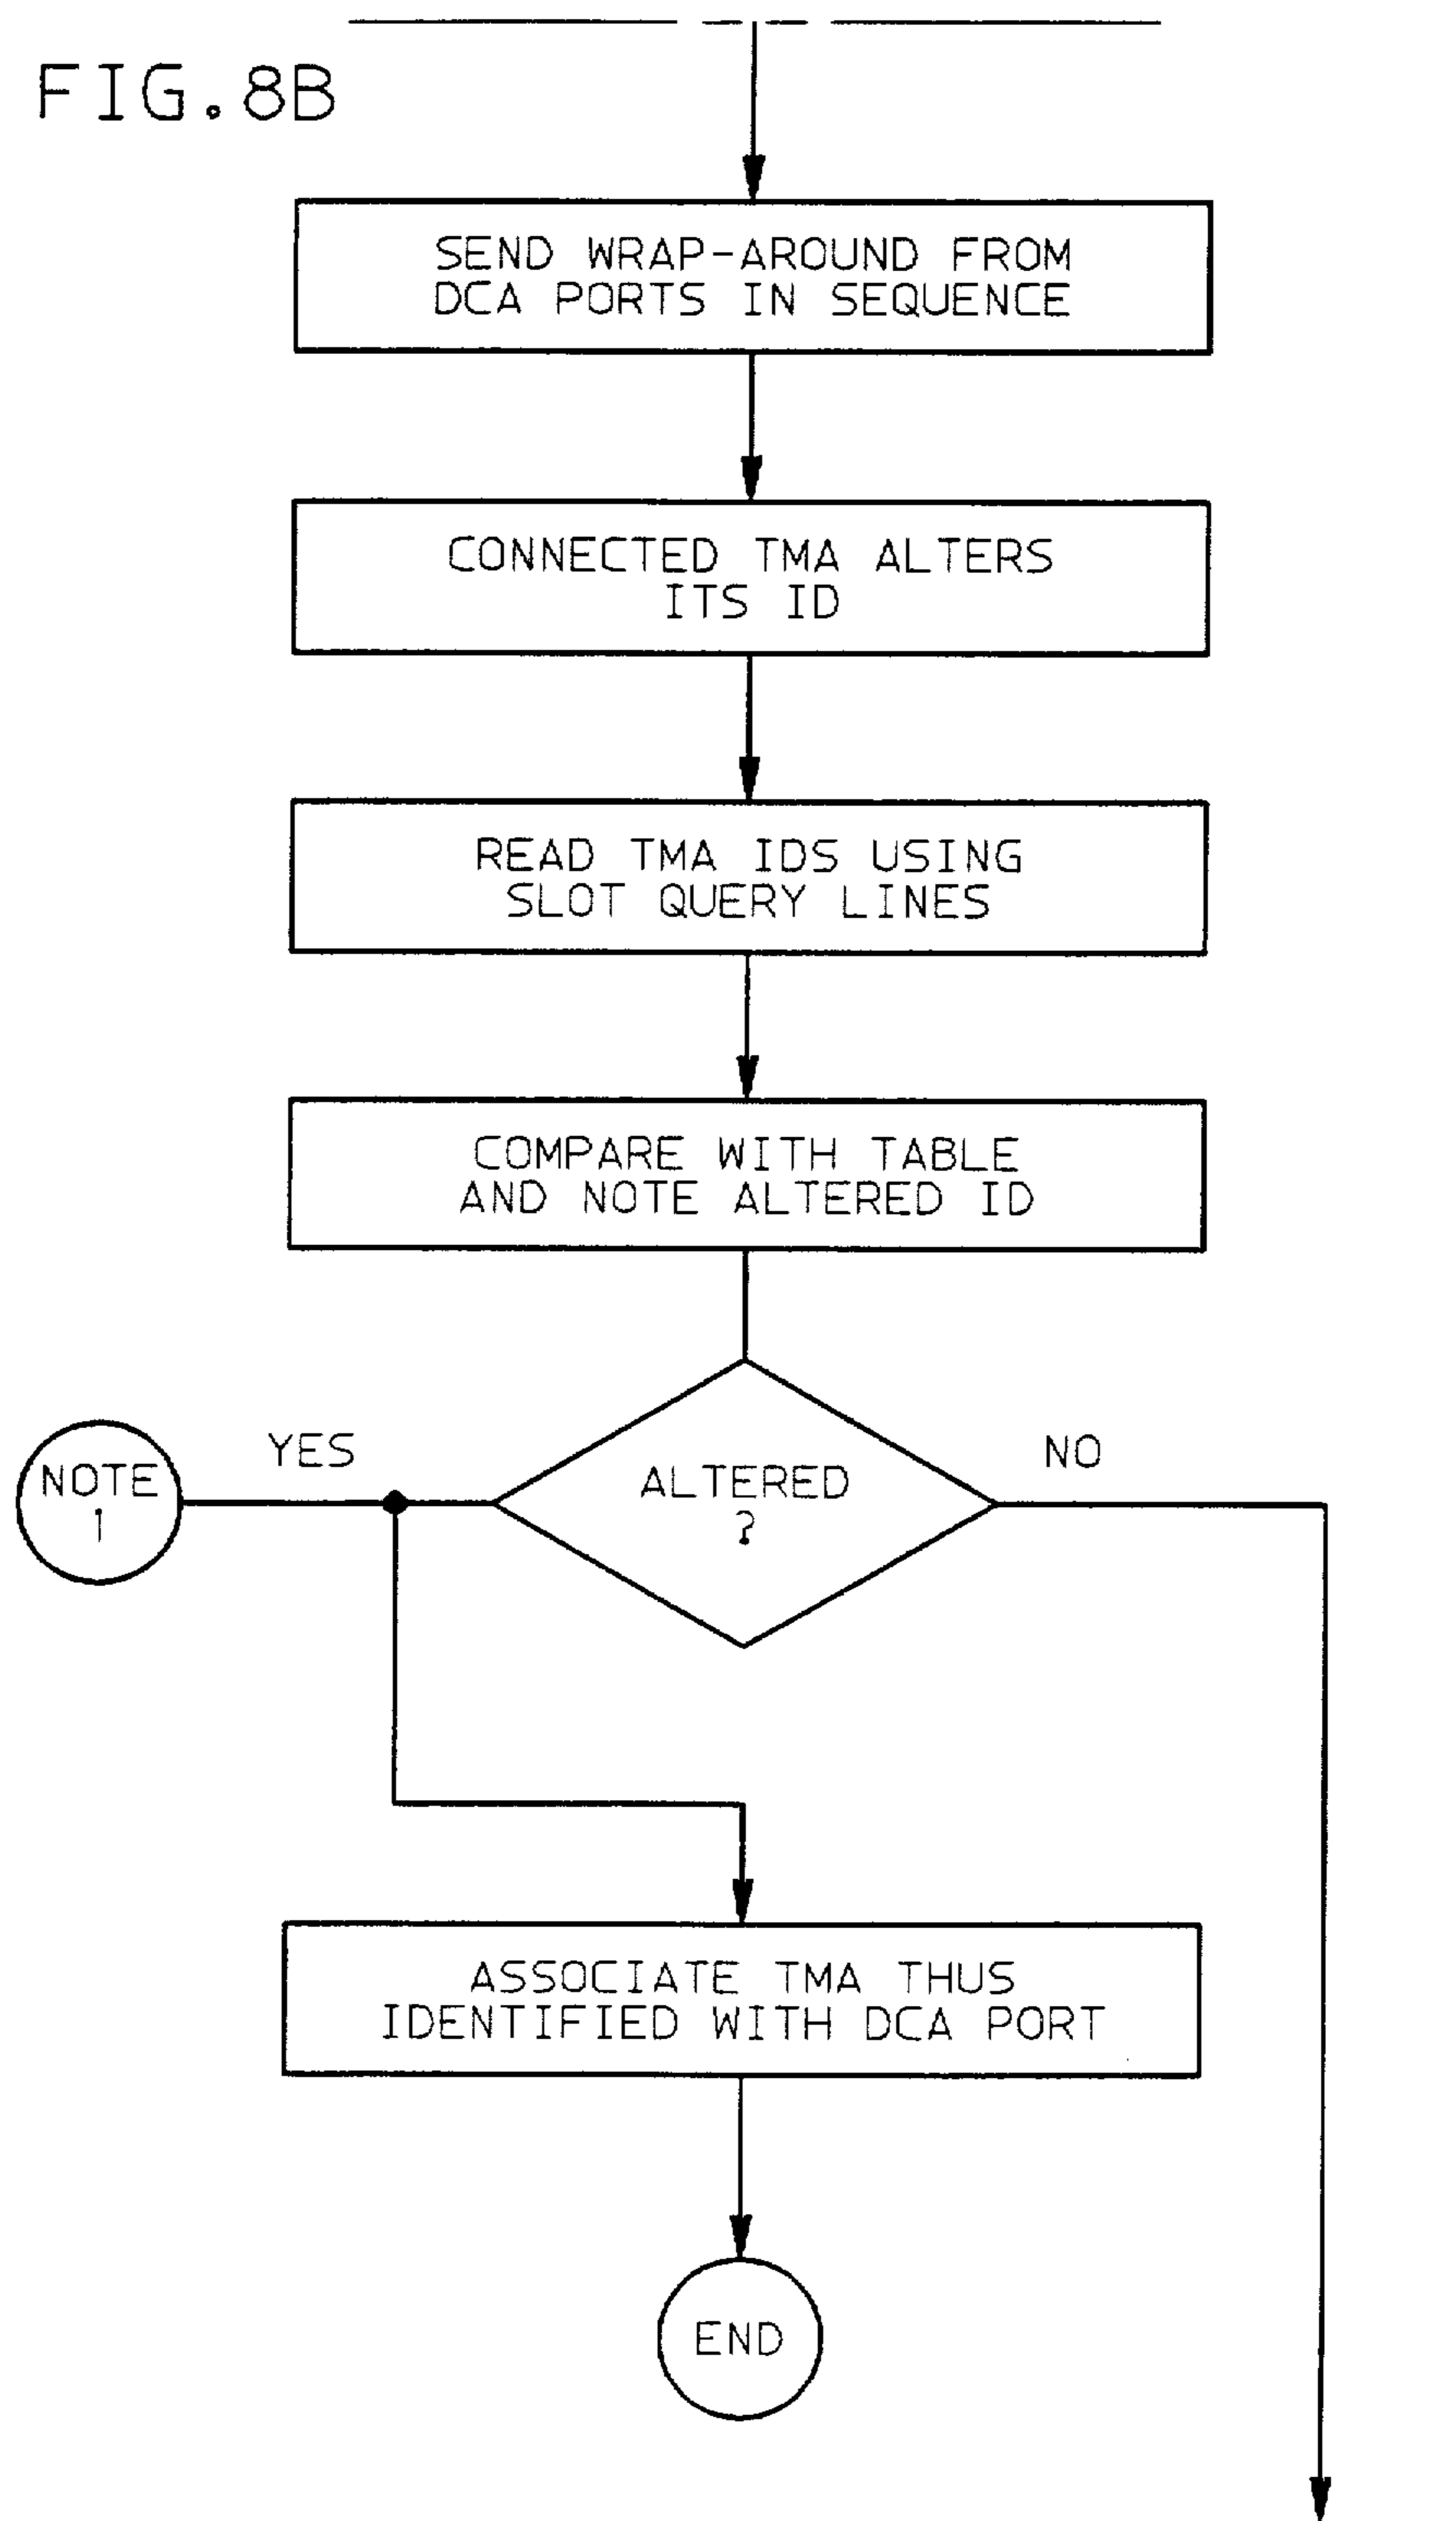 FIG.8B
SEND WRAP-AROUND FROM
DCA PORTS IN SEQUENCE
CONNECTED TMA ALTERS
ITS ID
READ TMA IDS USING
SLOT QUERY LINES
COMPARE WITH TABLE
AND NOTE ALTERED ID
NOTE
1
YES
ALTERED
?
NO
ASSOCIATE TMA THUS
IDENTIFIED WITH DCA PORT
END